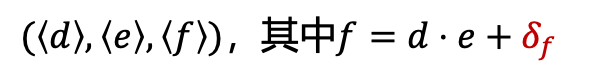 (⟨d⟩, ⟨e⟩, ⟨f⟩)，其中f = d · e + δ_f